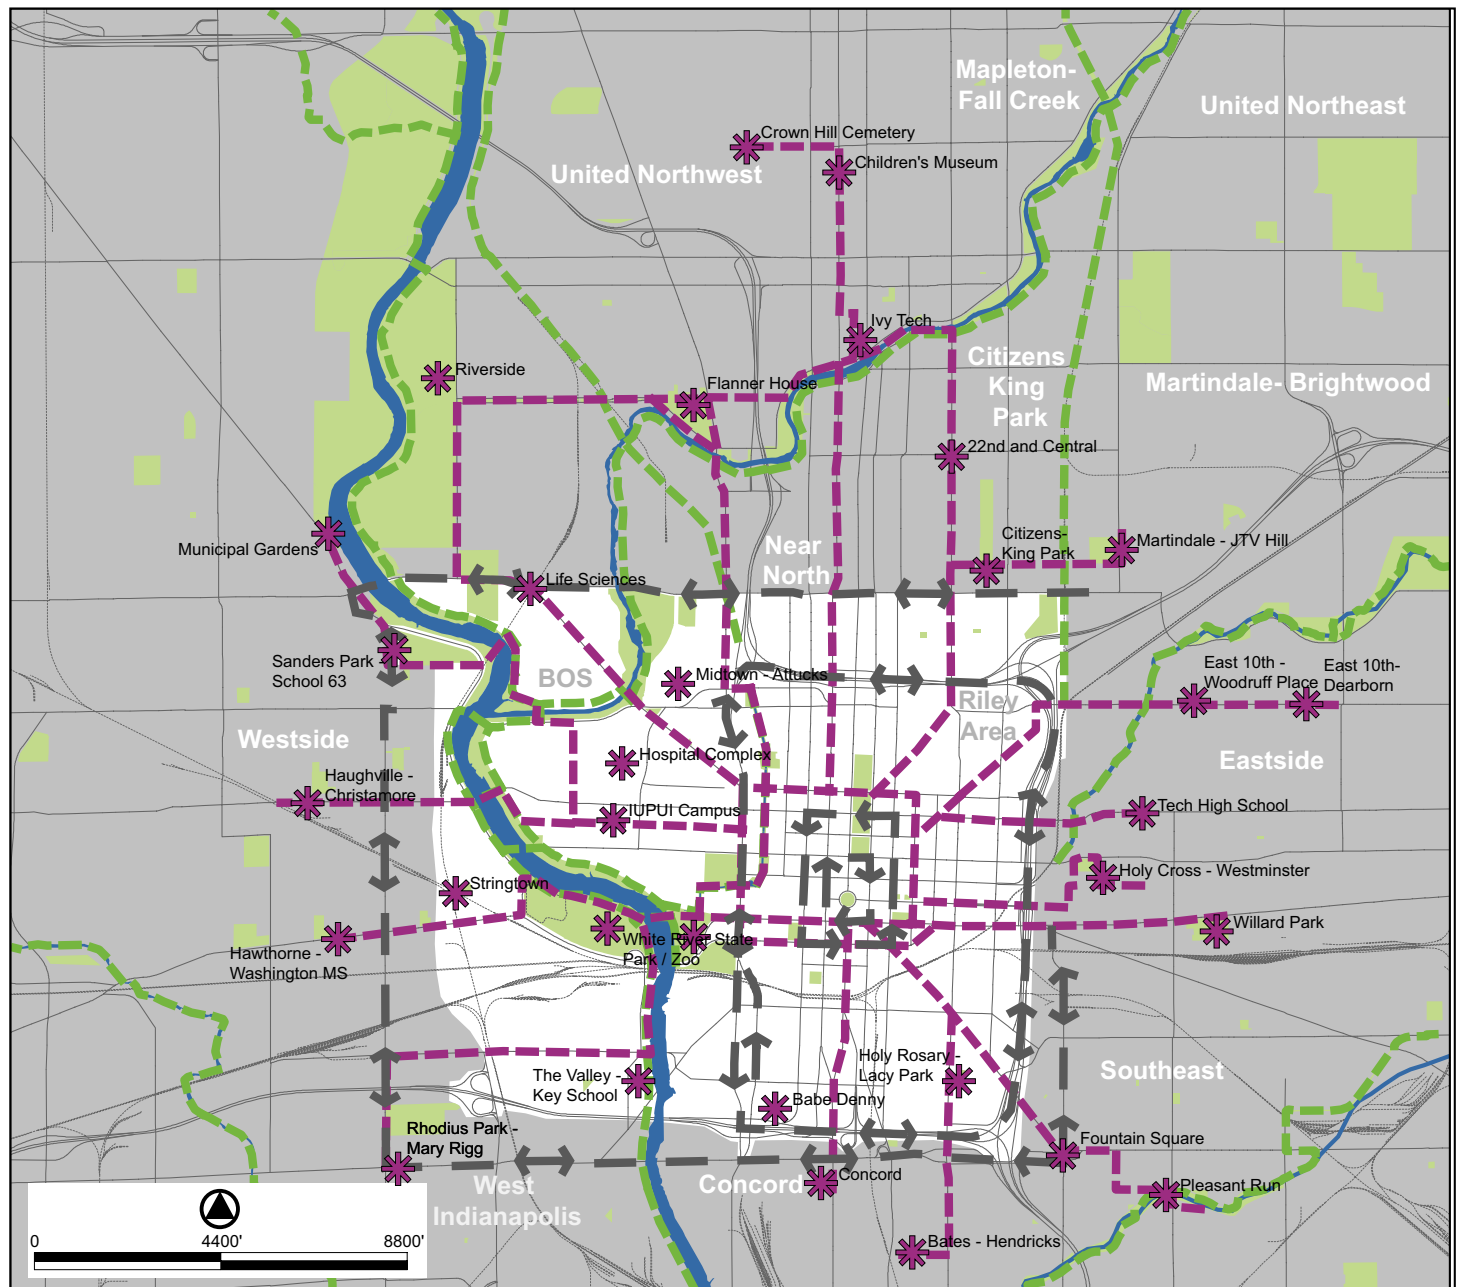 Mapleton-
Fall Creek
United Northeast
Crown Hill Cemetery
Children's Museum
United Northwest
Ivy Tech
Citizens
King
Park
Riverside
Flanner House
Martindale- Brightwood
22nd and Central
Municipal Gardens
Near
North
Citizens-
King Park
Martindale - JTV Hill
Life Sciences
Sanders Park -
School 63
BOS
Midtown - Attucks
Riley
Area
East 10th -
Woodruff Place
East 10th-
Dearborn
Westside
Hospital Complex
Eastside
Haughville -
Christamore
IUPUI Campus
Tech High School
Stringtown
Holy Cross - Westminster
Hawthorne -
Washington MS
White River State
Park / Zoo
Willard Park
The Valley -
Key School
Holy Rosary -
Lacy Park
Southeast
Babe Denny
Rhodius Park -
Mary Rigg
Fountain Square
West
Indianapolis
Concord
Concord
Pleasant Run
Bates - Hendricks
0 4400' 8800'